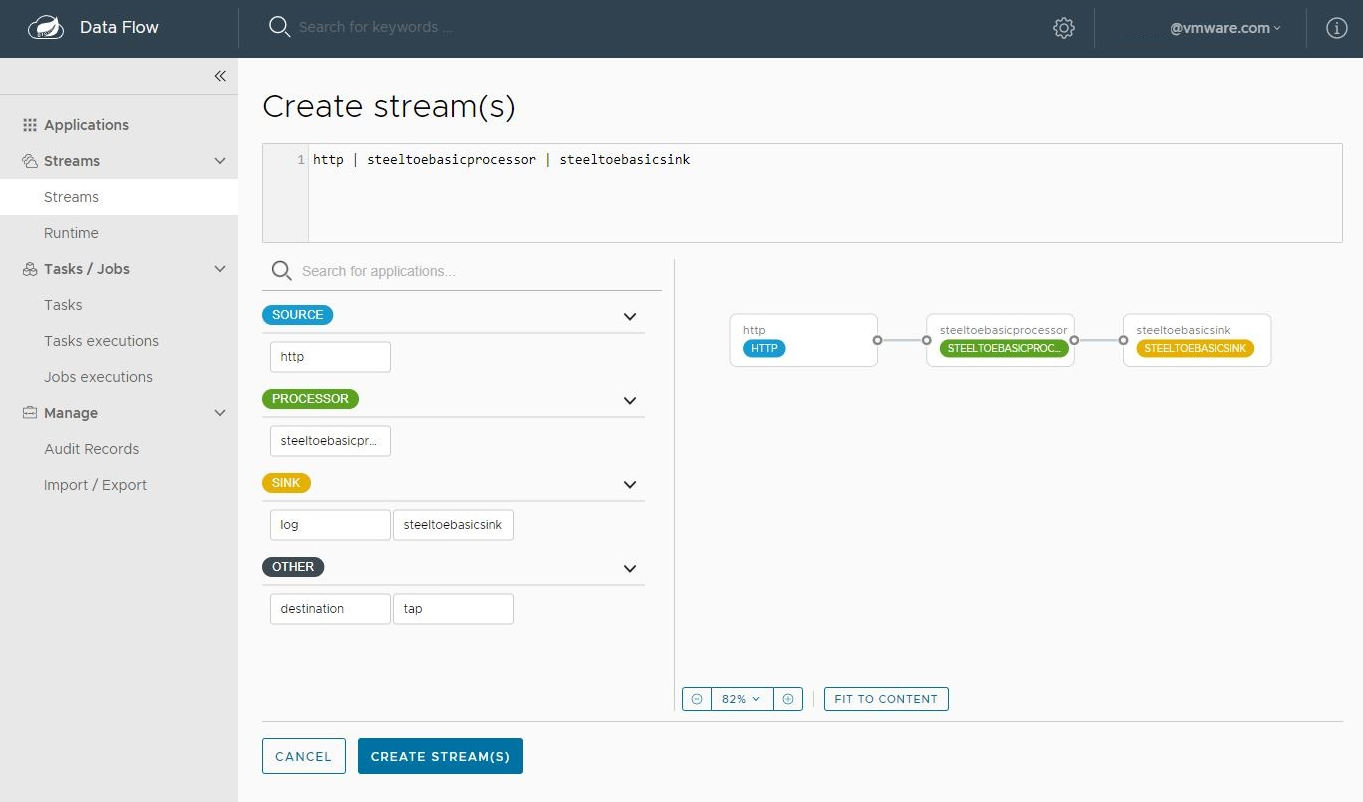 Data Flow
Search for keywords ...
@vmware.com
Applications
Streams
Streams
Runtime
Tasks / Jobs
Tasks
Tasks executions
Jobs executions
Manage
Audit Records
Import / Export
Create stream(s)
1 http | steeltoebasicprocessor | steeltoebasicsink
Search for applications...
SOURCE
http
PROCESSOR
steeltoebasicpr...
SINK
log steeltoebasicsink
OTHER
destination tap
http steeltoebasicprocessor steeltoebasicsink
HTTP STEELTOEBASICPROC... STEELTOEBASICSINK
82% FIT TO CONTENT
CANCEL CREATE STREAM(S)